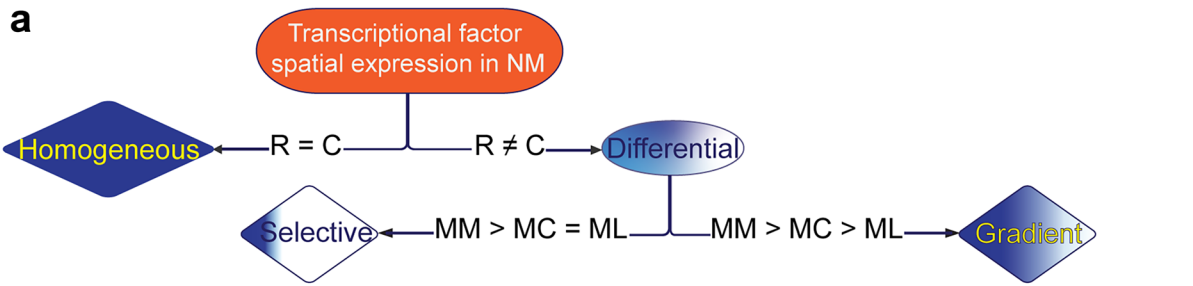 a
Transcriptional factor
spatial expression in NM
Homogeneous
R = C
R ≠ C
Differential
Selective
MM > MC = ML
MM > MC > ML
Gradient